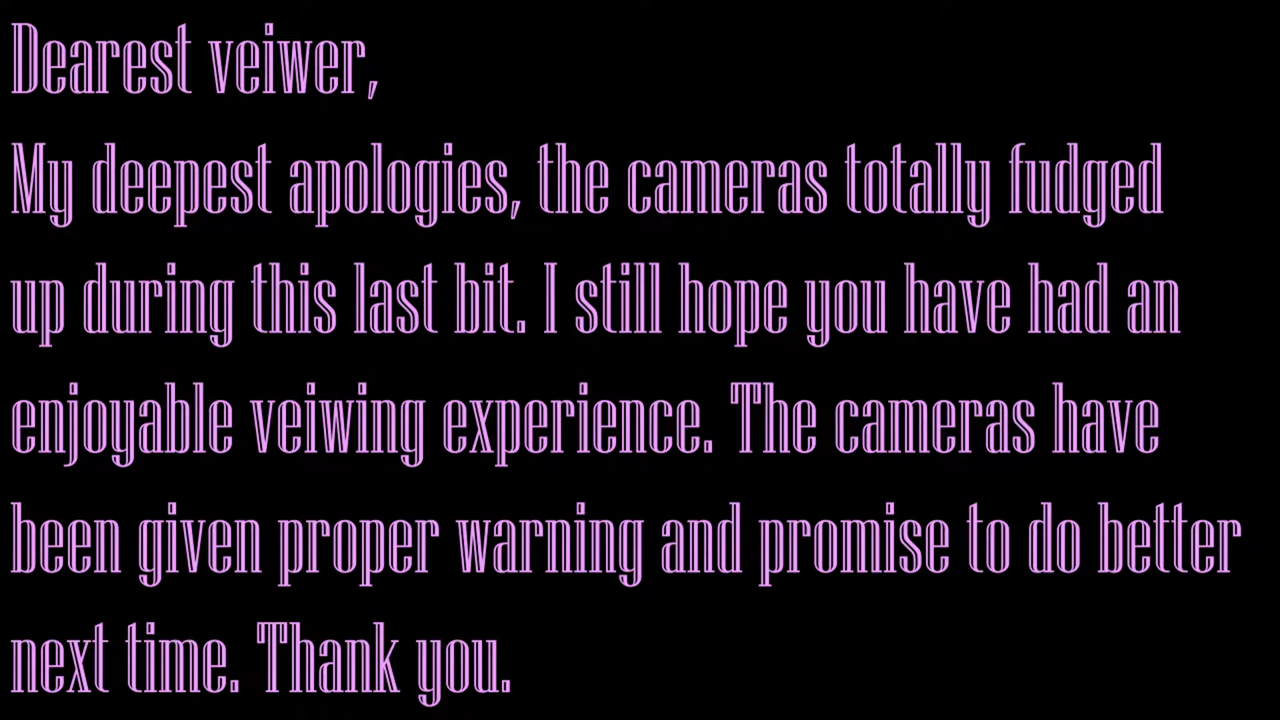 Dearest veiwer,
My deepest apologies, the cameras totally fudged
up during this last bit. I still hope you have had an
enjoyable veiwing experience. The cameras have
been given proper warning and promise to do better
next time. Thank you.